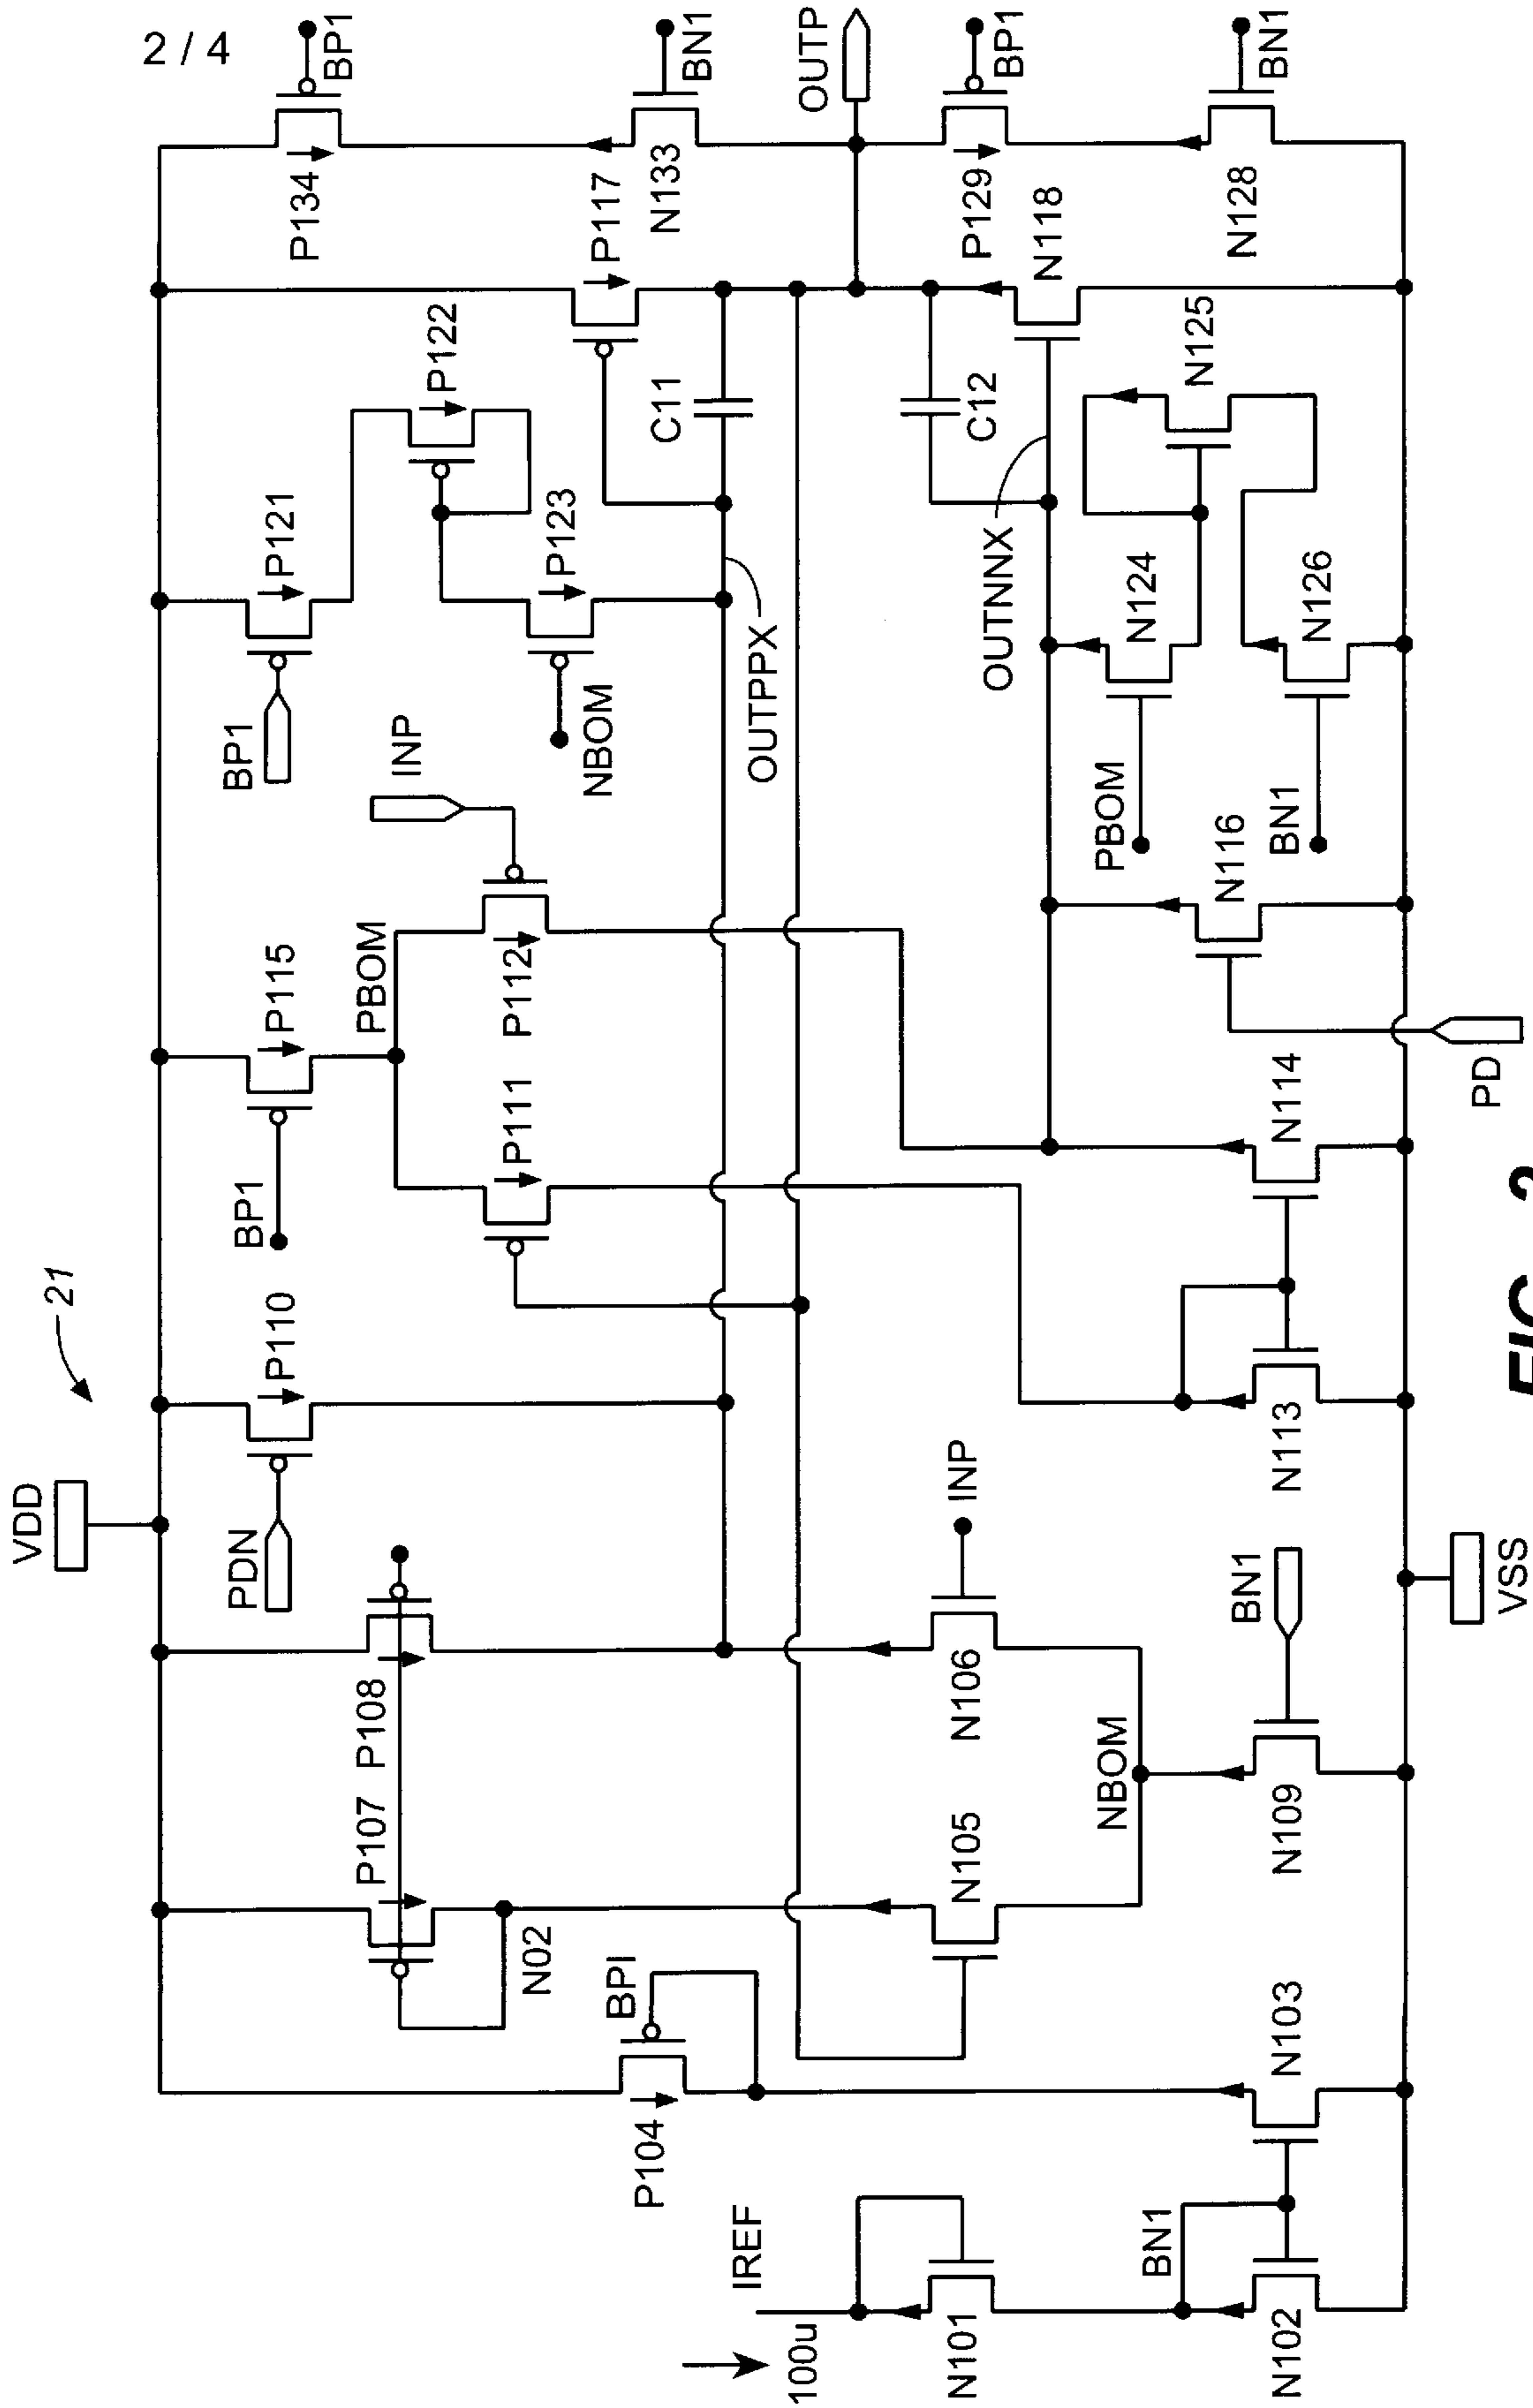 2 / 4
21
VDD
PDN
P110
BP1
P115
BP1
P121
P122
P134
BP1
P107
P108
N02
P111
PBOM
P112
INP
NBOM
P123
C11
P117
N133
BN1
P104
BPI
OUTPPX
OUTP
IREF
100u
N101
N105
N106
INP
NBOM
OUTNNX
C12
P129
BP1
N118
BN1
N102
N103
N109
BN1
N113
N114
N116
PBOM
N124
BN1
N126
N125
N128
BN1
PD
VSS
FIG 2